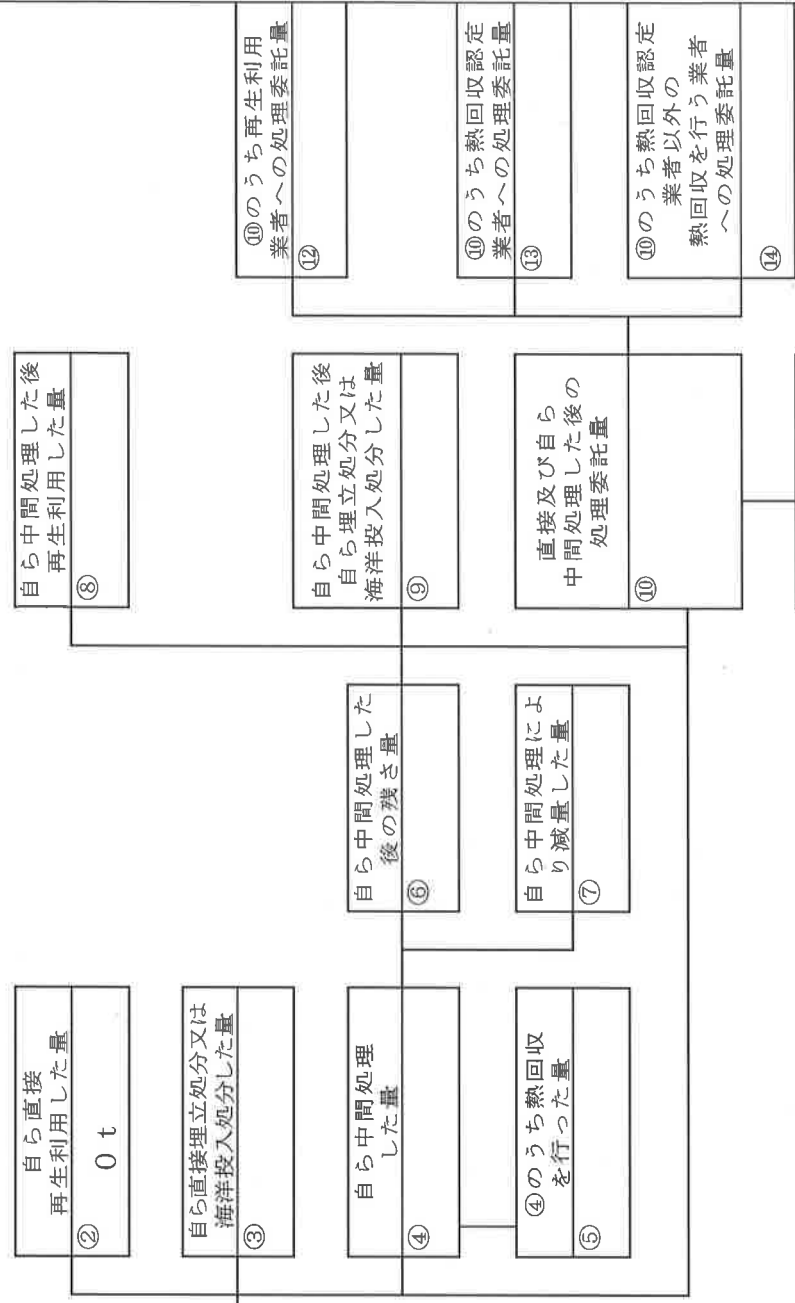 自ら直接
再生利用した量
②
0 t
自ら直接埋立処分又は
海洋投入処分した量
③
自ら中間処理
した量
④
④のうち熱回収
を行った量
⑤
自ら中間処理した
後の残さ量
⑥
自ら中間処理によ
り減量した量
⑦
自ら中間処理した後
再生利用した量
⑧
自ら中間処理した後
自ら埋立処分又は
海洋投入処分した量
⑨
直接及び自ら
中間処理した後の
処理委託量
⑩
⑩のうち再生利用
業者への処理委託量
⑫
⑩のうち熱回収認定
業者への処理委託量
⑬
⑩のうち熱回収認定
業者以外の
熱回収を行う業者
への処理委託量
⑭